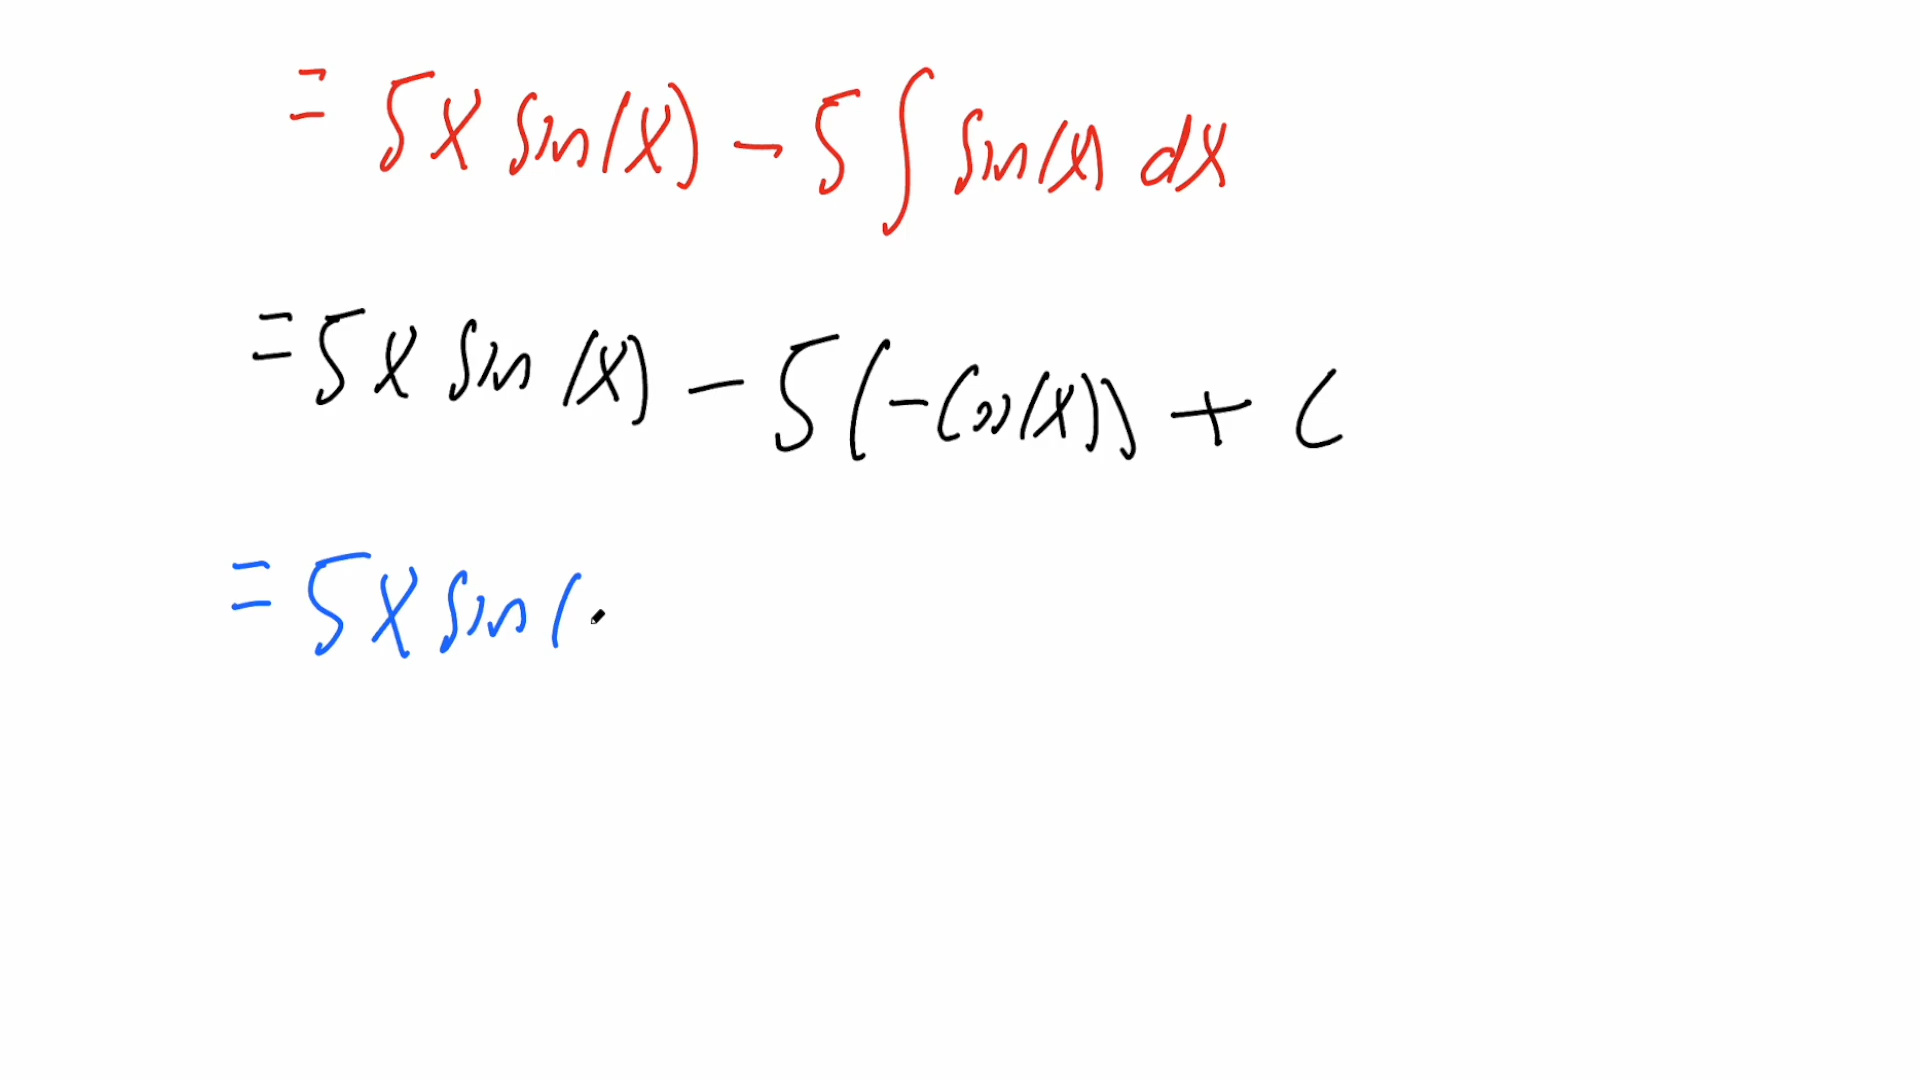 = 5x sin(x) - 5 ∫ sin(x) dx
= 5x sin(x) - 5(-cos(x)) + C
= 5x sin(